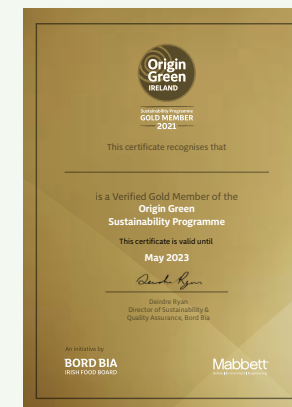 Origin
Green
IRELAND
Sustainability Programme
GOLD MEMBER
2021
This certificate recognises that
is a Verified Gold Member of the
Origin Green
Sustainability Programme
This certificate is valid until
May 2023
Deirdre Ryan
Deirdre Ryan
Director of Sustainability &
Quality Assurance, Bord Bia
An initiative by
BORD BIA
IRISH FOOD BOARD
Mabbett